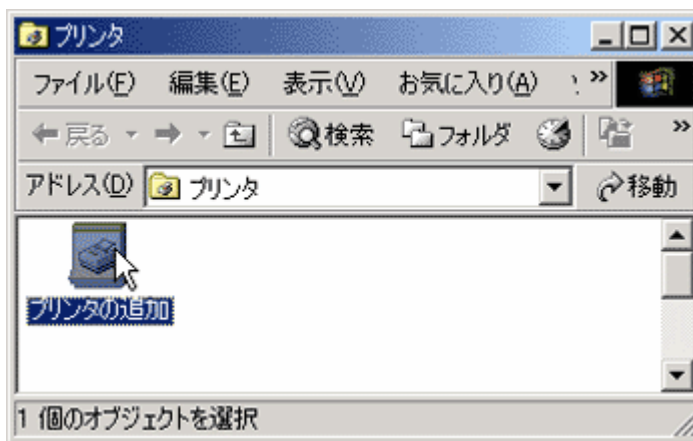 プリンタ
ファイル(F) 編集(E) 表示(V) お気に入り(A) »
戻る 検索 フォルダ »
アドレス(D) プリンタ 移動
プリンタの追加
1 個のオブジェクトを選択